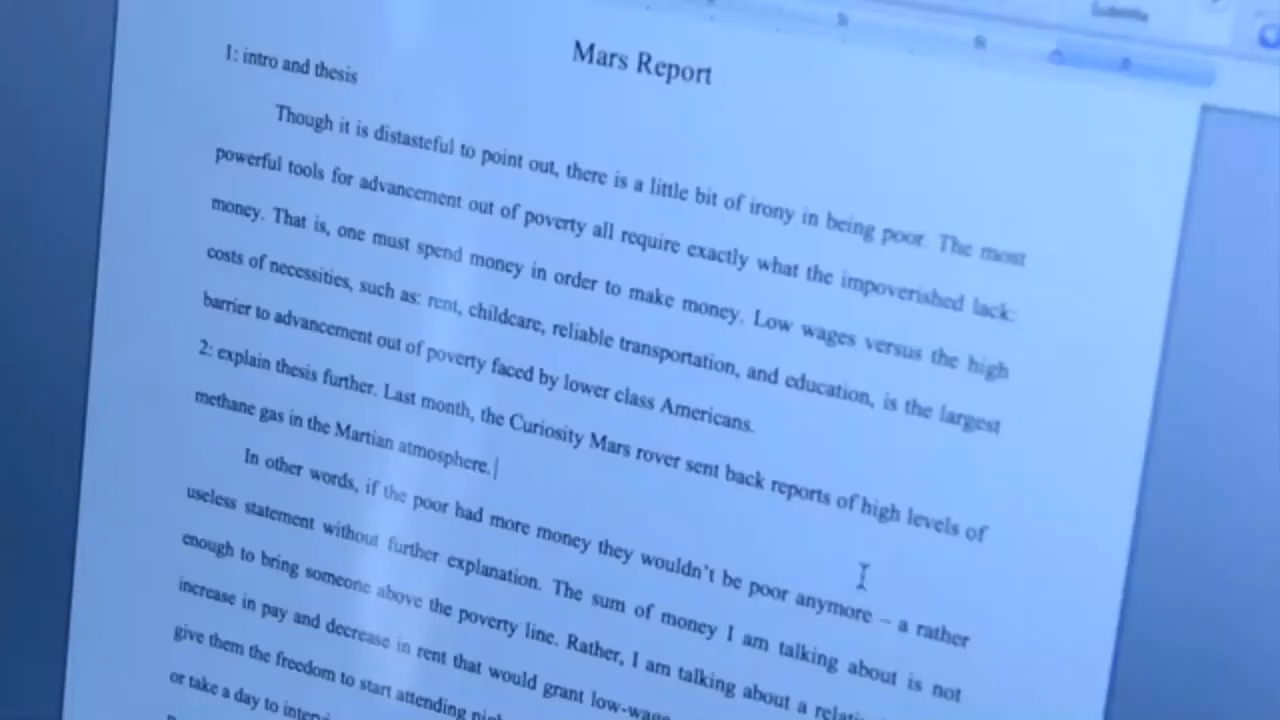 Mars Report
1: intro and thesis
Though it is distasteful to point out, there is a little bit of irony in being poor. The most
powerful tools for advancement out of poverty all require exactly what the impoverished lack:
money. That is, one must spend money in order to make money. Low wages versus the high
costs of necessities, such as: rent, childcare, reliable transportation, and education, is the largest
barrier to advancement out of poverty faced by lower class Americans.
2: explain thesis further. Last month, the Curiosity Mars rover sent back reports of high levels of
methane gas in the Martian atmosphere.
In other words, if the poor had more money they wouldn't be poor anymore – a rather
useless statement without further explanation. The sum of money I am talking about is not
enough to bring someone above the poverty line. Rather, I am talking about a
increase in pay and decrease in rent that would grant
give them the freedom to start attending
or take a day to